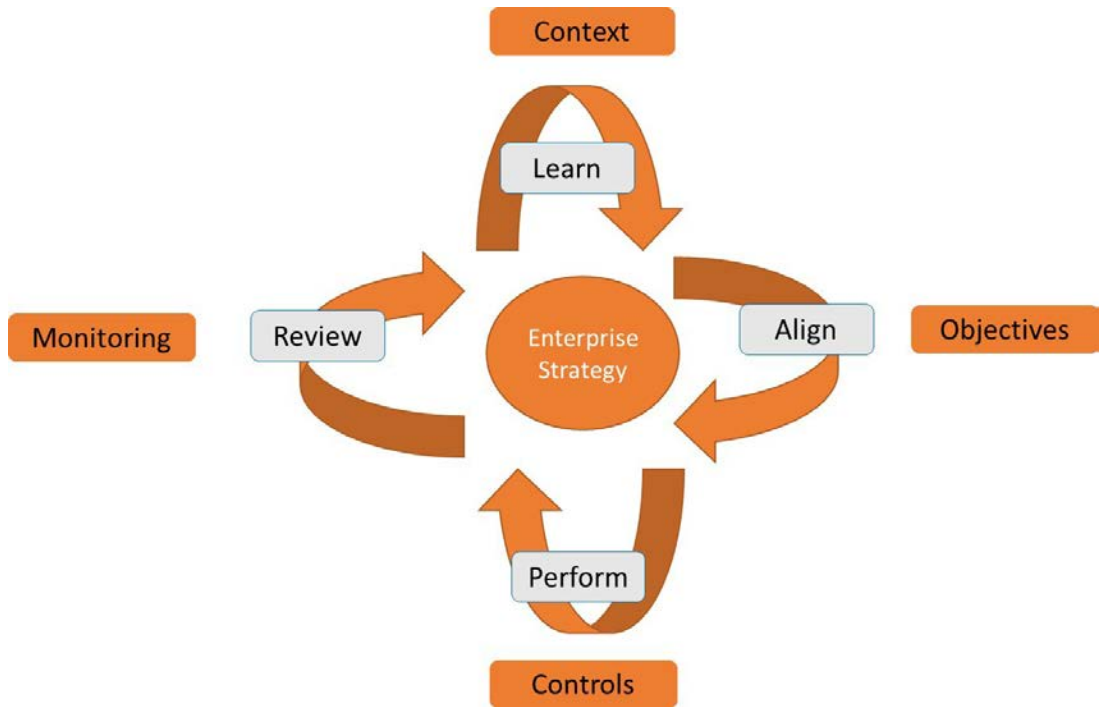 Context
Learn
Monitoring
Review
Enterprise
Strategy
Align
Objectives
Perform
Controls